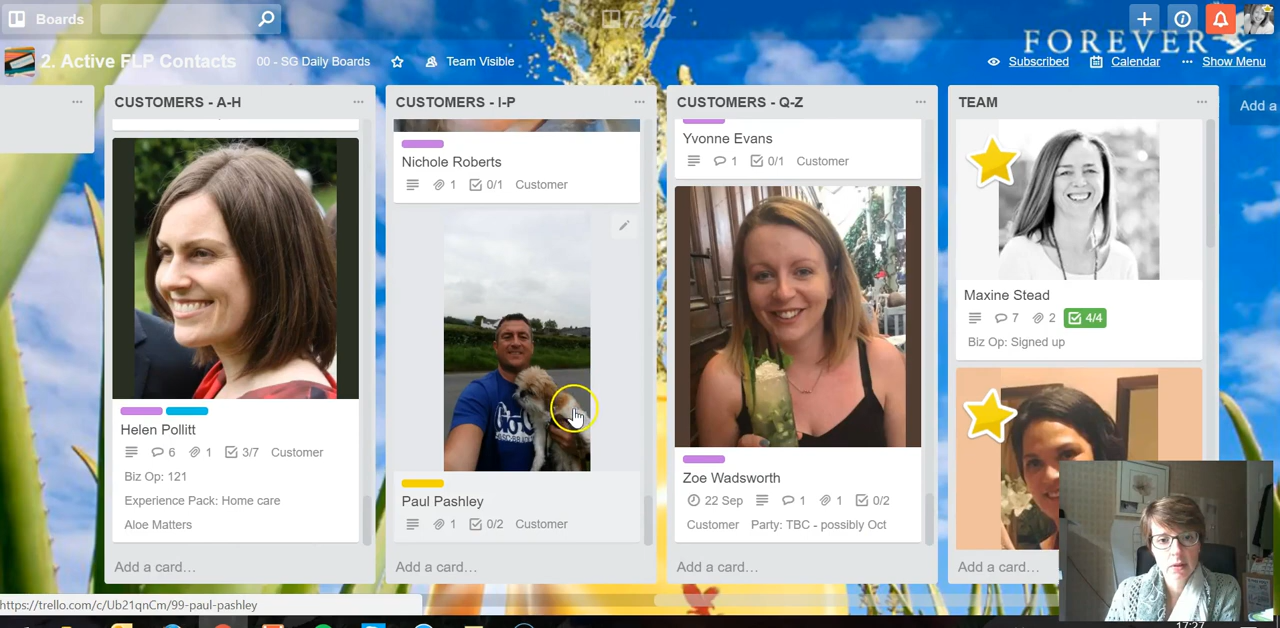 Boards
Trello
FOREVER
2. Active FLP Contacts
00 - SG Daily Boards
Team Visible
Subscribed
Calendar
Show Menu
CUSTOMERS - A-H
Helen Pollitt
6 1 3/7 Customer
Biz Op: 121
Experience Pack: Home care
Aloe Matters
Add a card…
CUSTOMERS - I-P
Nichole Roberts
1 0/1 Customer
Paul Pashley
1 0/2 Customer
Add a card…
CUSTOMERS - Q-Z
Yvonne Evans
1 0/1 Customer
Zoe Wadsworth
22 Sep 1 1 0/2
Customer Party: TBC - possibly Oct
Add a card…
TEAM
Maxine Stead
7 2 4/4
Biz Op: Signed up
Add a card…
Add a
https://trello.com/c/Ub21qnCm/99-paul-pashley
17:27